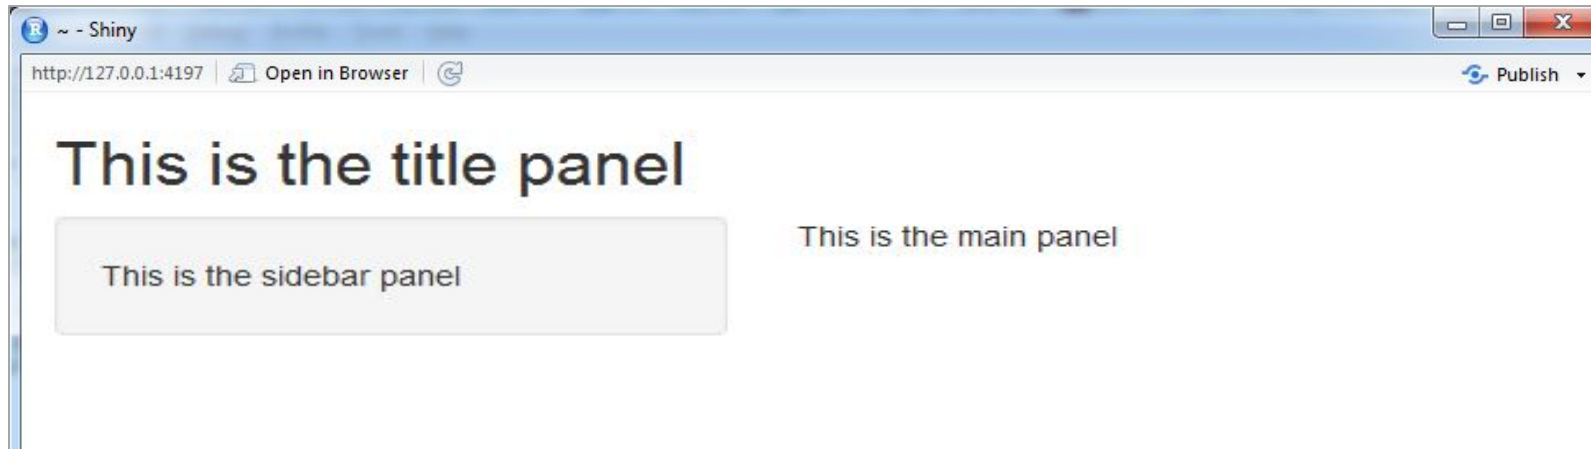 ~ - Shiny
http://127.0.0.1:4197 Open in Browser Publish
This is the title panel
This is the main panel
This is the sidebar panel